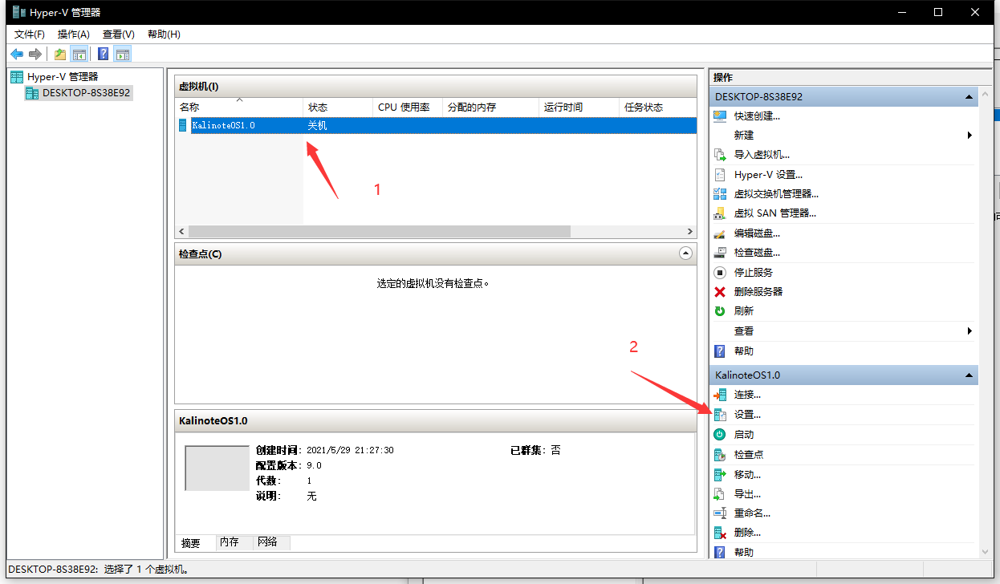 Hyper-V 管理器
文件(F) 操作(A) 查看(V) 帮助(H)
Hyper-V 管理器
DESKTOP-8S38E92
虚拟机(I)
名称 状态 CPU 使用率 分配的内存 运行时间 任务状态
KalinoteOS1.0 关机
1
检查点(C)
选定的虚拟机没有检查点。
2
KalinoteOS1.0
创建时间: 2021/5/29 21:27:30 已群集: 否
配置版本: 9.0
代数: 1
说明: 无
摘要 内存 网络
操作
DESKTOP-8S38E92
快速创建...
新建
导入虚拟机...
Hyper-V 设置...
虚拟交换机管理器...
虚拟 SAN 管理器...
编辑磁盘...
检查磁盘...
停止服务
删除服务器
刷新
查看
帮助
KalinoteOS1.0
连接...
设置...
启动
检查点
移动...
导出...
重命名...
删除...
帮助
DESKTOP-8S38E92: 选择了 1 个虚拟机。